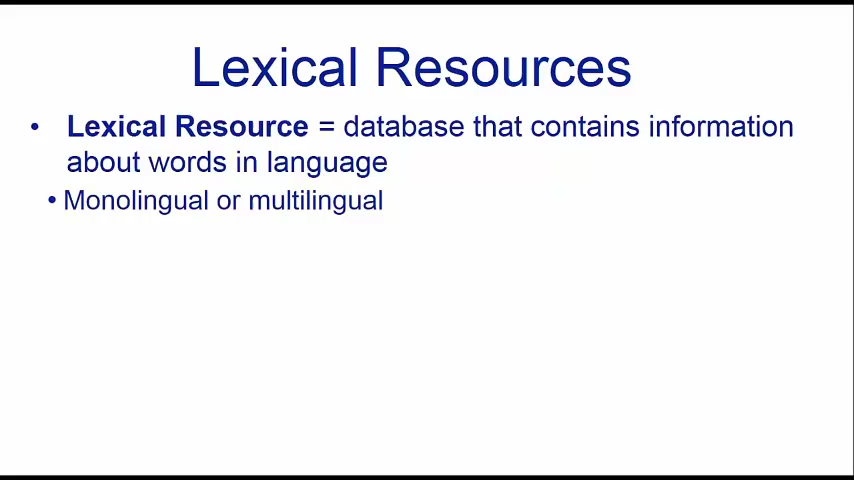 Lexical Resources
• Lexical Resource = database that contains information
about words in language
• Monolingual or multilingual